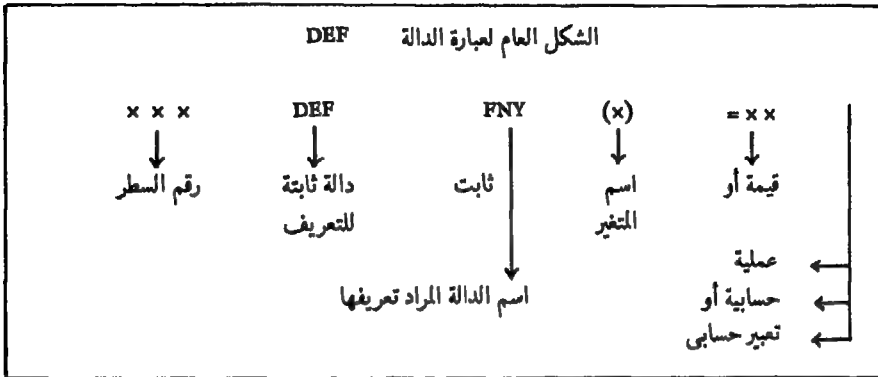 الشكل العام لعبارة الدالة DEF
× × × DEF FNY (×) = × ×
رقم السطر دالة ثابتة ثابت اسم قيمة أو
للتعريف المتغير
عملية
اسم الدالة المراد تعريفها حسابية أو
تعبير حسابى